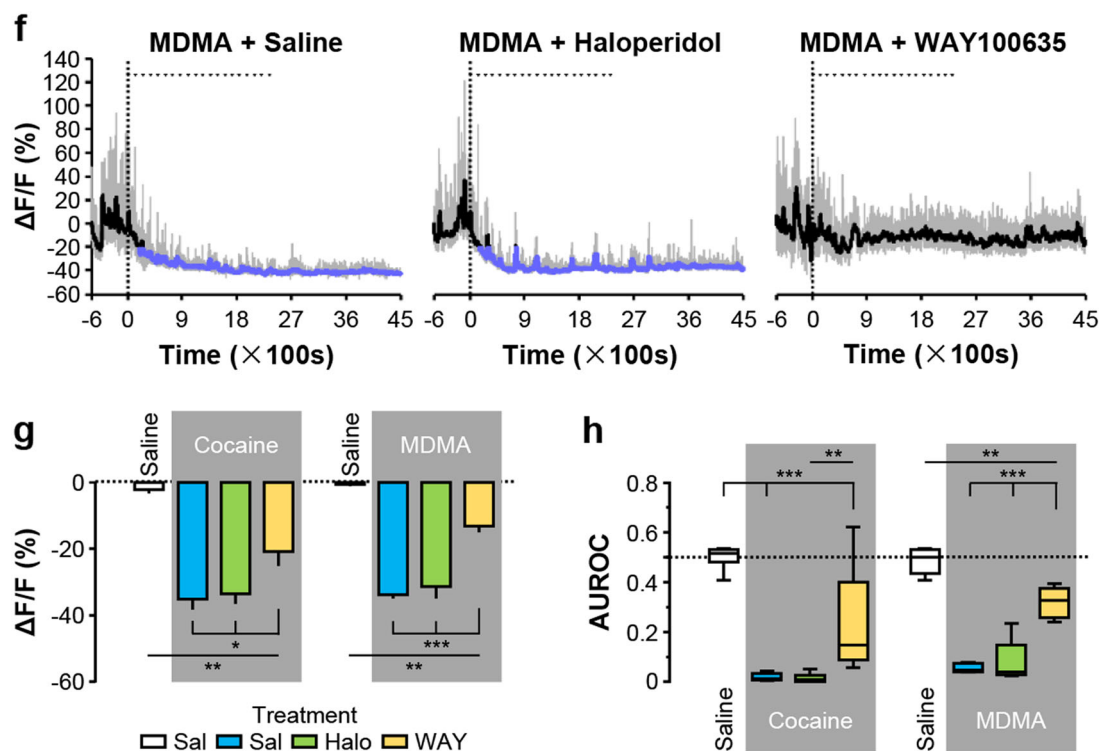 f
MDMA + Saline MDMA + Haloperidol MDMA + WAY100635
ΔF/F (%)
140
120
100
80
60
40
20
0
-20
-40
-60
-6 0 9 18 27 36 45 -6 0 9 18 27 36 45 -6 0 9 18 27 36 45
Time (×100s) Time (×100s) Time (×100s)
g
Saline Cocaine Saline MDMA
ΔF/F (%)
0
-20
-40
-60
* ***
** **
Treatment
Sal Sal Halo WAY
h
** **
*** ***
AUROC
0.8
0.6
0.4
0.2
0
Saline Cocaine Saline MDMA